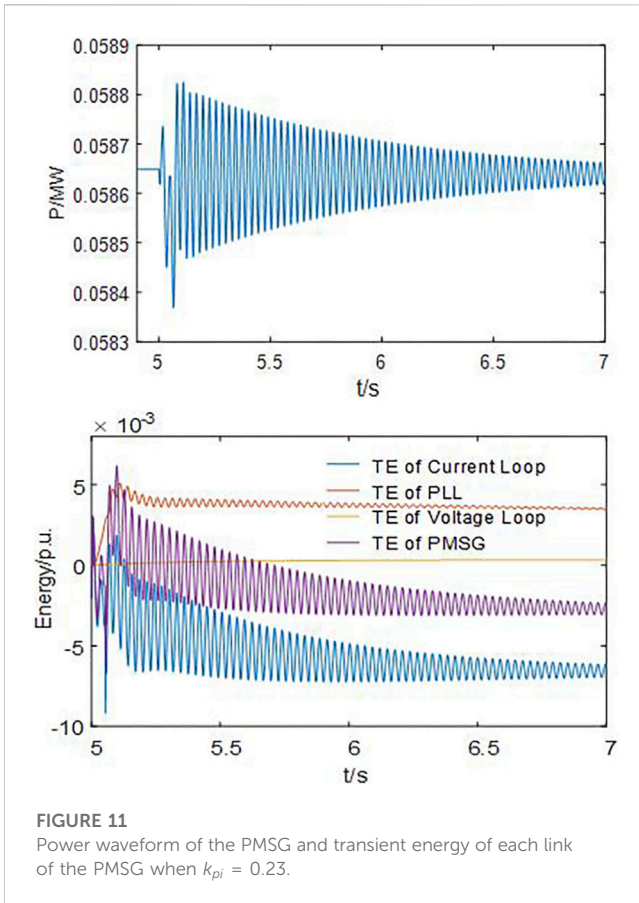 0.0589
0.0588
0.0587
0.0586
0.0585
0.0584
0.0583
P/MW
5 5.5 6 6.5 7
t/s
× 10-3
5
0
-5
-10
Energy/p.u.
TE of Current Loop
TE of PLL
TE of Voltage Loop
TE of PMSG
5 5.5 6 6.5 7
t/s
FIGURE 11
Power waveform of the PMSG and transient energy of each link
of the PMSG when kpi = 0.23.